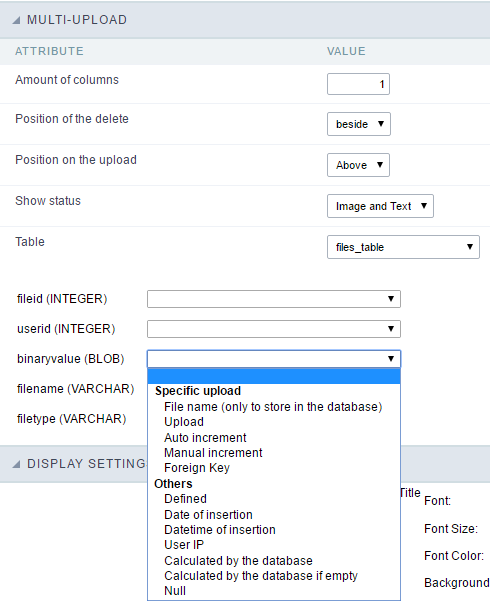 MULTI-UPLOAD
ATTRIBUTE VALUE
Amount of columns 1
Position of the delete beside
Position on the upload Above
Show status Image and Text
Table files_table
fileid (INTEGER)
userid (INTEGER)
binaryvalue (BLOB)
filename (VARCHAR)
filetype (VARCHAR)
Specific upload
File name (only to store in the database)
Upload
Auto increment
Manual increment
Foreign Key
Others
Defined
Date of insertion
Datetime of insertion
User IP
Calculated by the database
Calculated by the database if empty
Null
DISPLAY SETTING
Title
Font:
Font Size:
Font Color:
Background